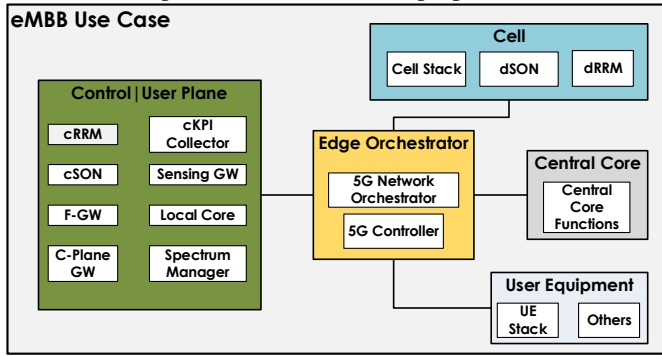 eMBB Use Case
Cell
Cell Stack
dSON
dRRM
Control|User Plane
cRRM
cKPI
Collector
cSON
Sensing GW
F-GW
Local Core
C-Plane
GW
Spectrum
Manager
Edge Orchestrator
5G Network
Orchestrator
5G Controller
Central Core
Central
Core
Functions
User Equipment
UE
Stack
Others